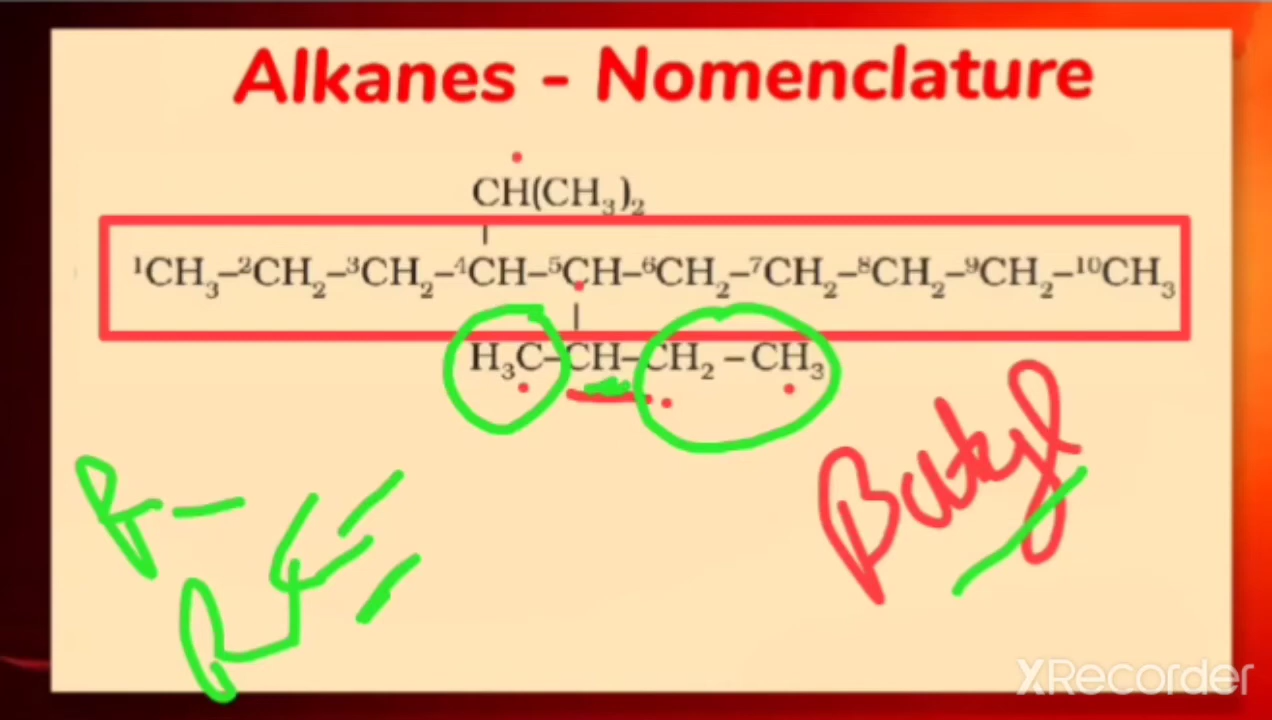 Alkanes - Nomenclature
CH(CH₃)₂
¹CH₃–²CH₂–³CH₂–⁴CH–⁵CH–⁶CH₂–⁷CH₂–⁸CH₂–⁹CH₂–¹⁰CH₃
H₃C–CH–CH₂–CH₃
Butyl
R–
XRecorder